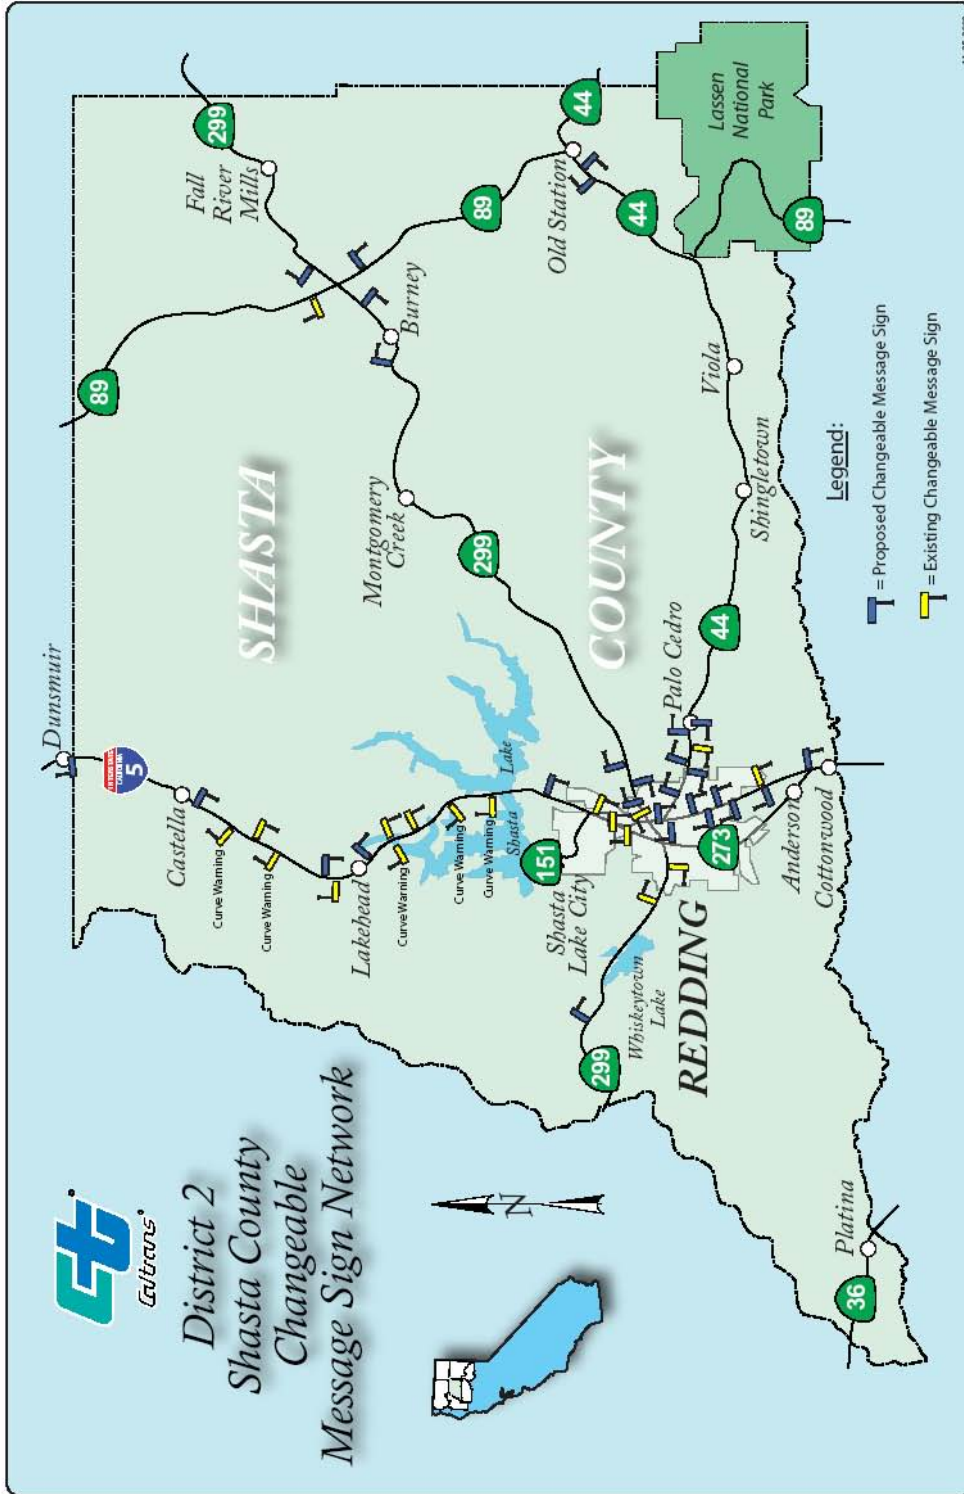 Caltrans®
District 2
Shasta County
Changeable
Message Sign Network
N
SHASTA
COUNTY
Dunsmuir
CALIFORNIA
5
Castella
Curve Warning
Curve Warning
Lakehead
Curve Warning
Curve Warning
Curve Warning
Shasta
Lake
151
Shasta
Lake City
299
Whiskeytown
Lake
REDDING
273
Anderson
Cottonwood
Platina
36
Palo Cedro
44
Shingletown
Viola
44
Old Station
44
89
89
299
Fall
River
Mills
Burney
Montgomery
Creek
299
Lassen
National
Park
89
Legend:
= Proposed Changeable Message Sign
= Existing Changeable Message Sign